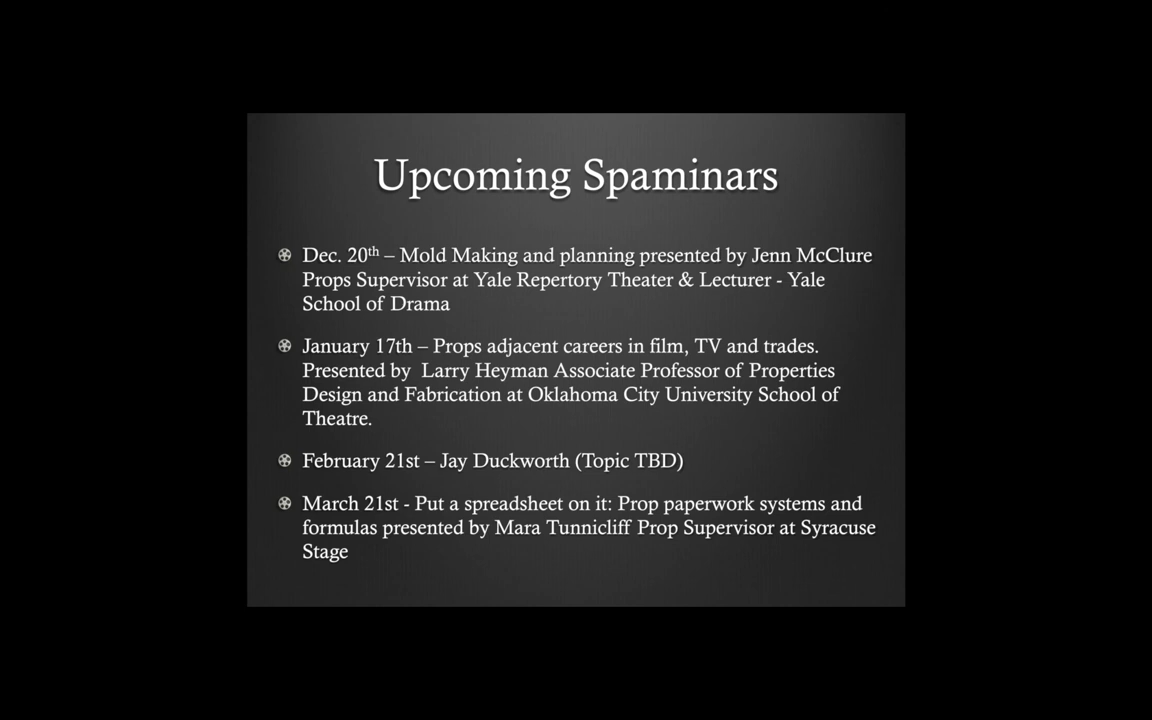 Upcoming Spaminars
Dec. 20th – Mold Making and planning presented by Jenn McClure
Props Supervisor at Yale Repertory Theater & Lecturer - Yale
School of Drama
January 17th – Props adjacent careers in film, TV and trades.
Presented by  Larry Heyman Associate Professor of Properties
Design and Fabrication at Oklahoma City University School of
Theatre.
February 21st – Jay Duckworth (Topic TBD)
March 21st - Put a spreadsheet on it: Prop paperwork systems and
formulas presented by Mara Tunnicliff Prop Supervisor at Syracuse
Stage